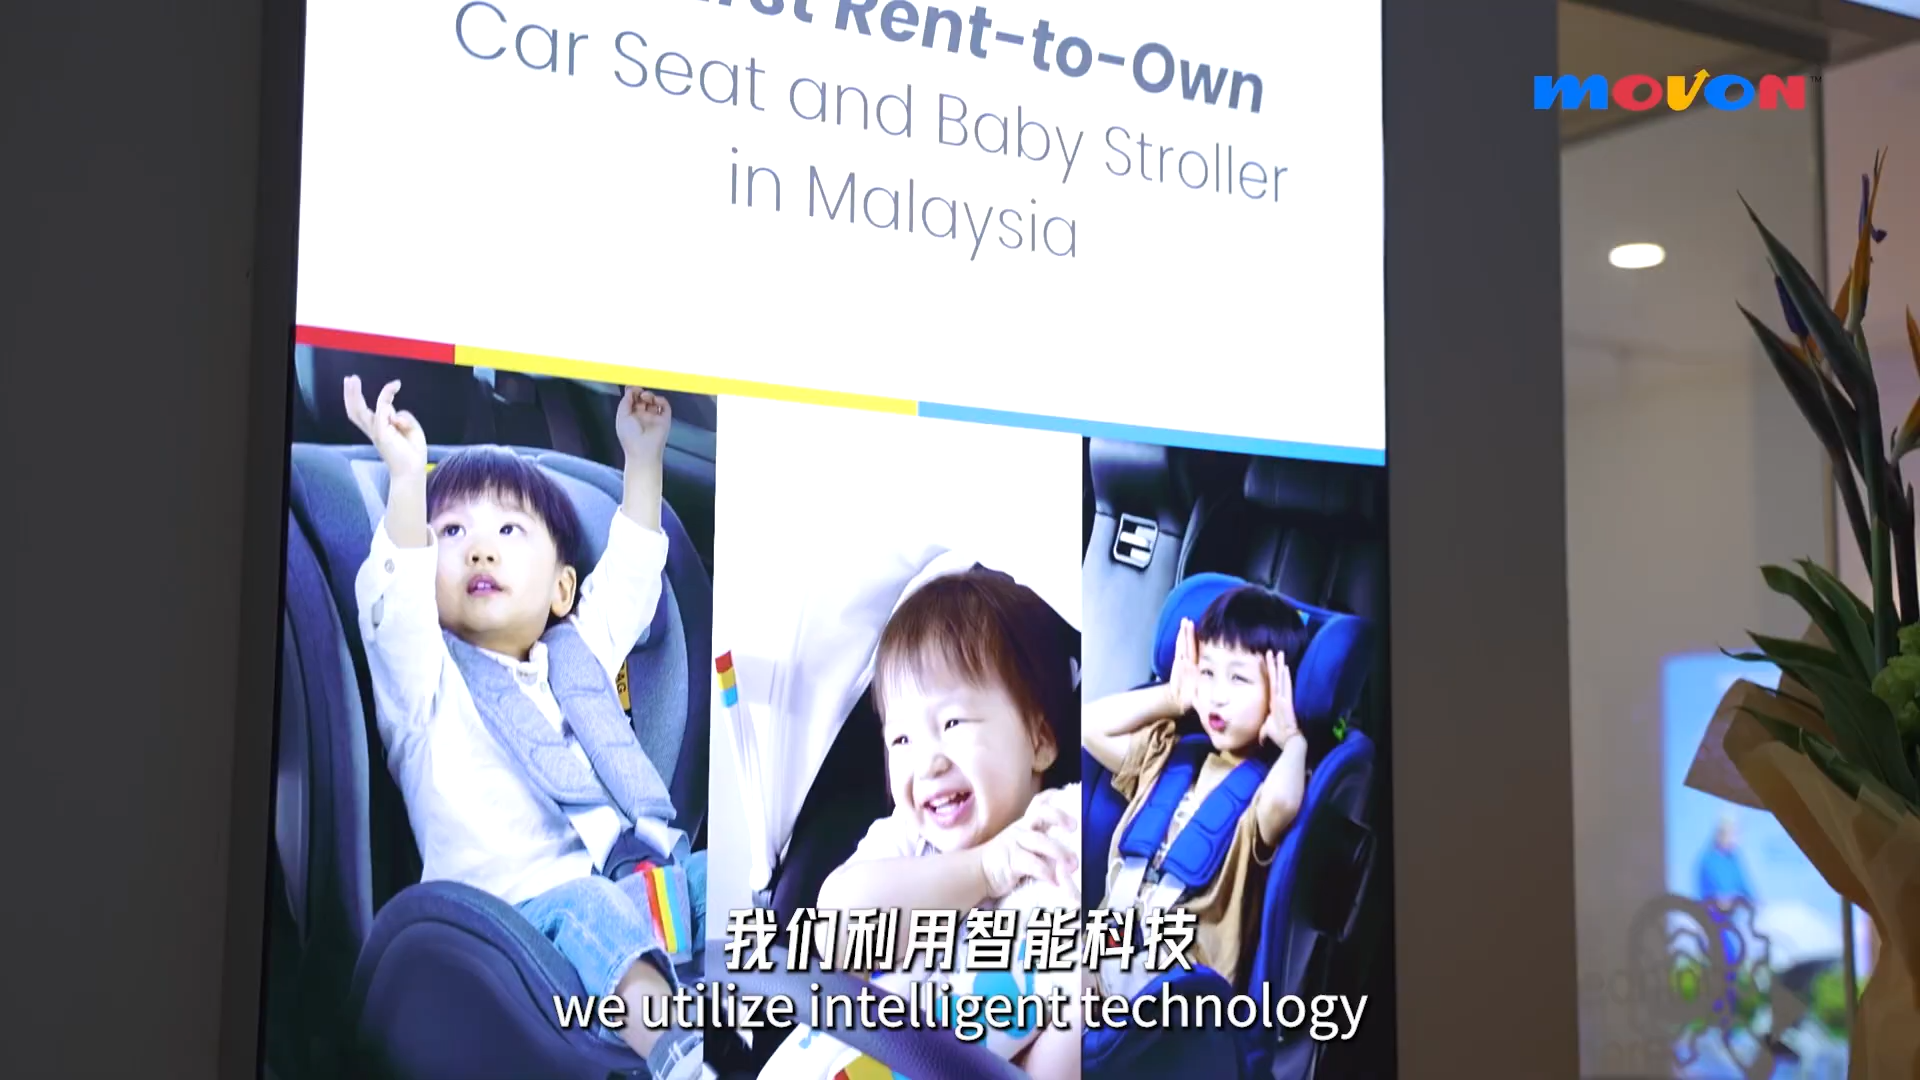 Rent-to-Own
Car Seat and Baby Stroller
in Malaysia
MOVON™
我们利用智能科技
we utilize intelligent technology